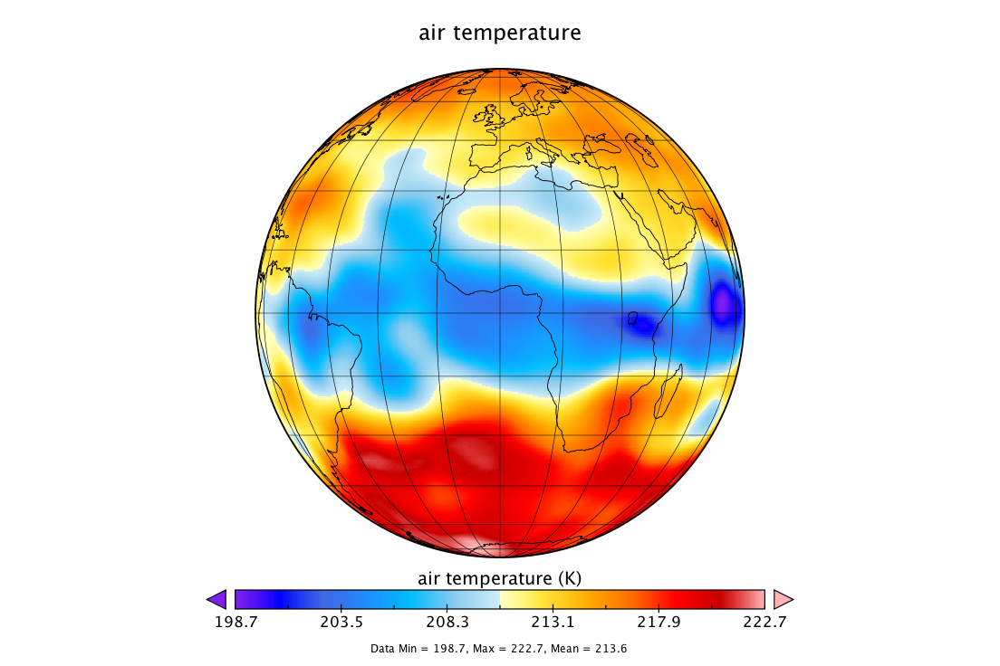 air temperature
air temperature (K)
198.7 203.5 208.3 213.1 217.9 222.7
Data Min = 198.7, Max = 222.7, Mean = 213.6